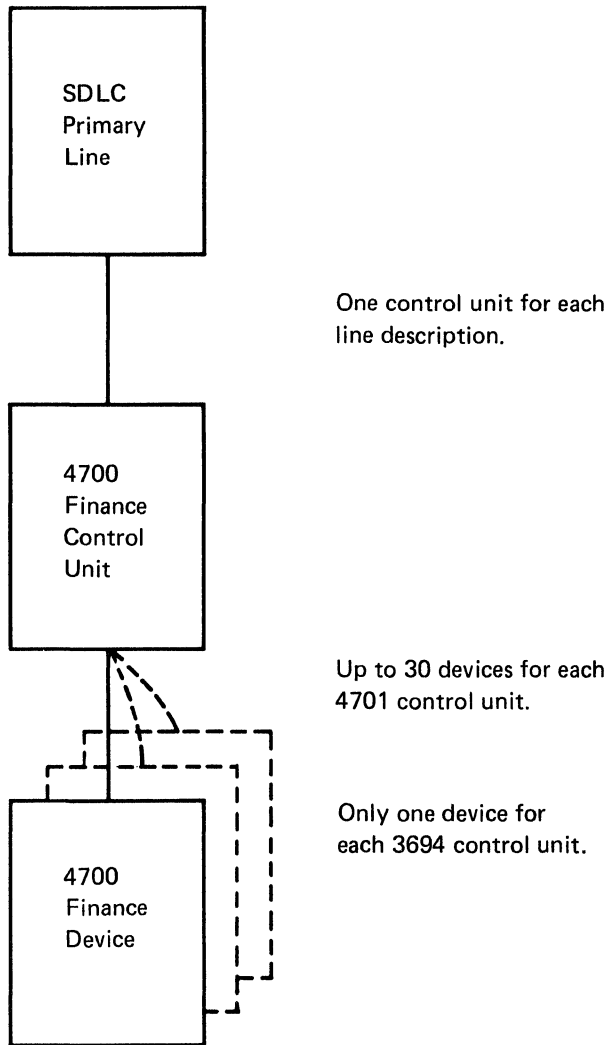 SDLC
Primary
Line
One control unit for each
line description.
4700
Finance
Control
Unit
Up to 30 devices for each
4701 control unit.
Only one device for
each 3694 control unit.
4700
Finance
Device